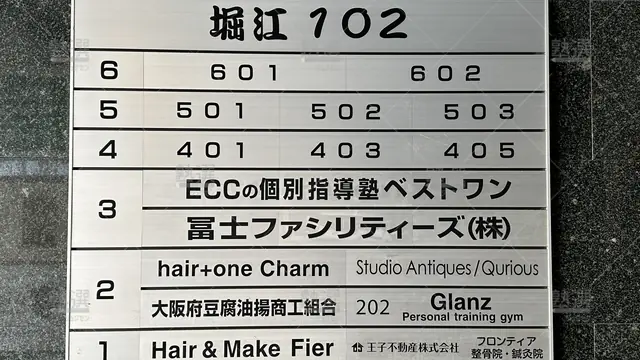 堀江102
6 601 602
5 501 502 503
4 401 403 405
3 ECCの個別指導塾ベストワン
冨士ファシリティーズ(株)
2 hair+one Charm Studio Antiques/Qurious
大阪府豆腐油揚商工組合 202 Glanz
Personal training gym
1 Hair & Make Fier 王子不動産株式会社 フロンティア
整骨院・鍼灸院